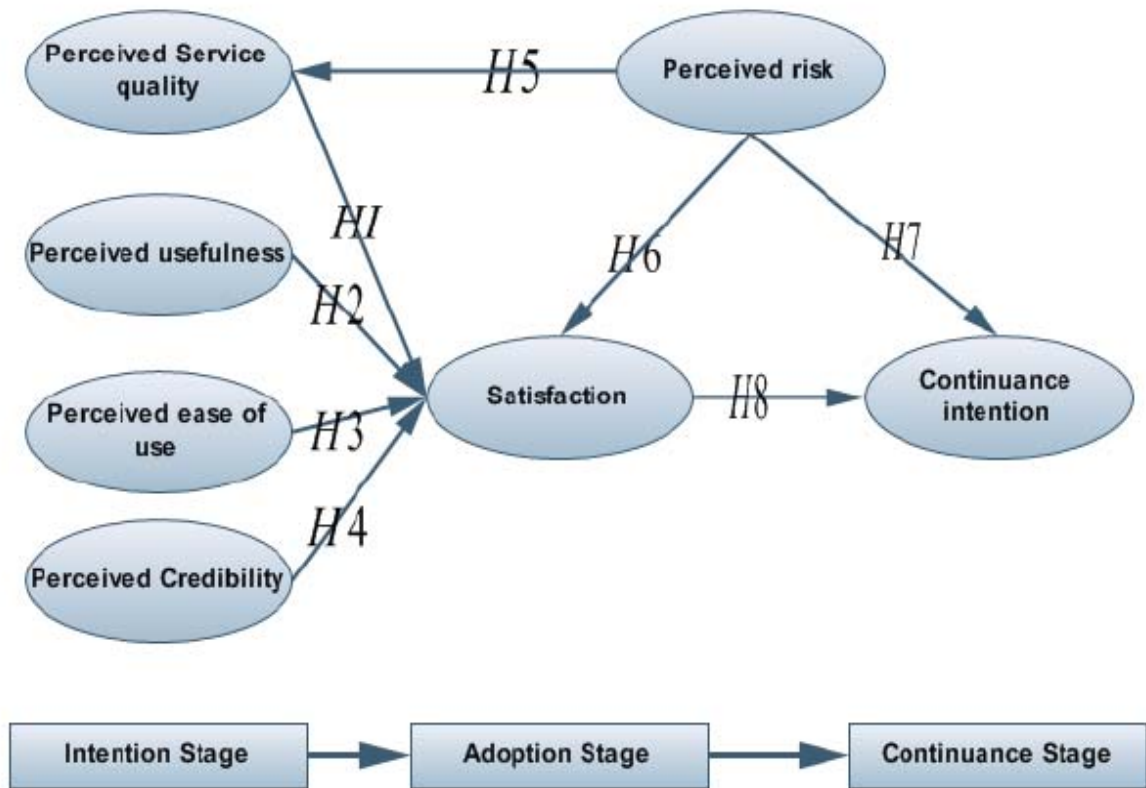 Perceived Service
quality
H5
Perceived risk
HI
Perceived usefulness
H2
H6
H7
Perceived ease of
use
H3
Satisfaction
H8
Continuance
intention
H4
Perceived Credibility
Intention Stage
Adoption Stage
Continuance Stage